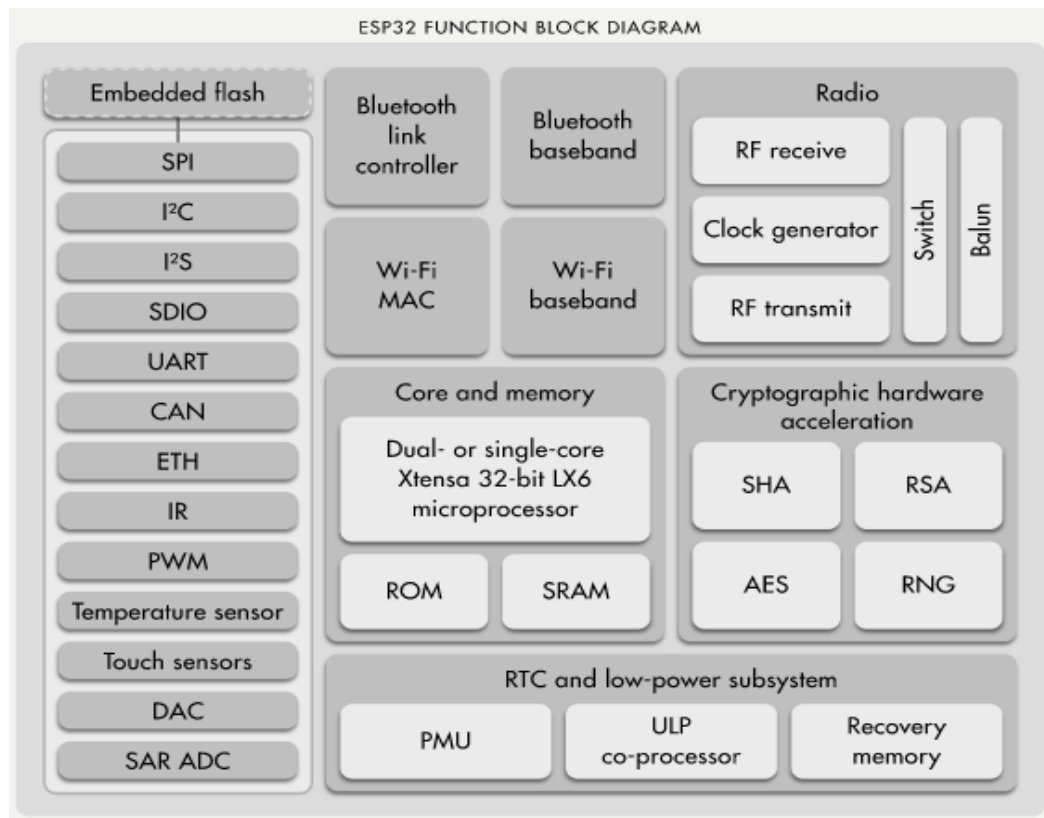 ESP32 FUNCTION BLOCK DIAGRAM
Embedded flash
SPI
I²C
I²S
SDIO
UART
CAN
ETH
IR
PWM
Temperature sensor
Touch sensors
DAC
SAR ADC
Bluetooth
link
controller
Bluetooth
baseband
Wi-Fi
MAC
Wi-Fi
baseband
Radio
RF receive
Clock generator
RF transmit
Switch
Balun
Core and memory
Dual- or single-core
Xtensa 32-bit LX6
microprocessor
ROM
SRAM
Cryptographic hardware
acceleration
SHA
RSA
AES
RNG
RTC and low-power subsystem
PMU
ULP
co-processor
Recovery
memory